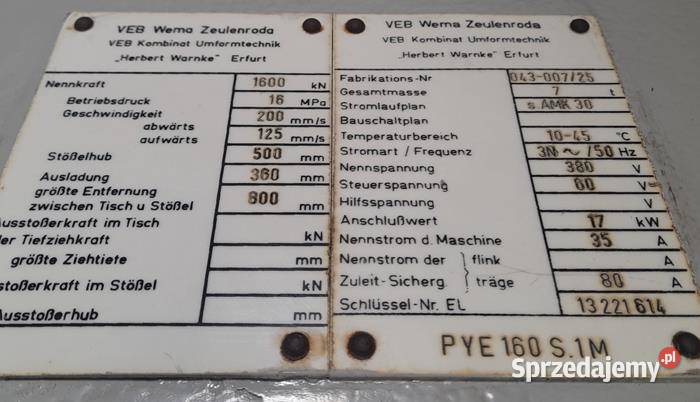 VEB Wema Zeulenroda
VEB Kombinat Umformtechnik
„Herbert Warnke" Erfurt
Nennkraft 1600 kN
Betriebsdruck 16 MPa
Geschwindigkeit
abwärts 200 mm/s
aufwärts 125 mm/s
Stößelhub 500 mm
Ausladung 360 mm
größte Entfernung
zwischen Tisch u Stößel 800 mm
Ausstoßerkraft im Tisch
der Tiefziehkraft kN
größte Ziehtiete mm
stoßerkraft im Stößel kN
Ausstoßerhub mm
VEB Wema Zeulenroda
VEB Kombinat Umformtechnik
„Herbert Warnke" Erfurt
Fabrikations-Nr 043-007/25
Gesamtmasse 7 t
Stromlaufplan s.AMK 30
Bauschaltplan
Temperaturbereich 10-45 °C
Stromart / Frequenz 3N~/50 Hz
Nennspannung 380 V
Steuerspannung 60 V=
Hilfsspannung V
Anschlußwert 17 kW
Nennstrom d. Maschine 35 A
Nennstrom der flink A
Zuleit-Sicherg. träge 80 A
Schlüssel-Nr. EL 13 221 614
PYE 160 S.1M
Sprzedajemy.pl